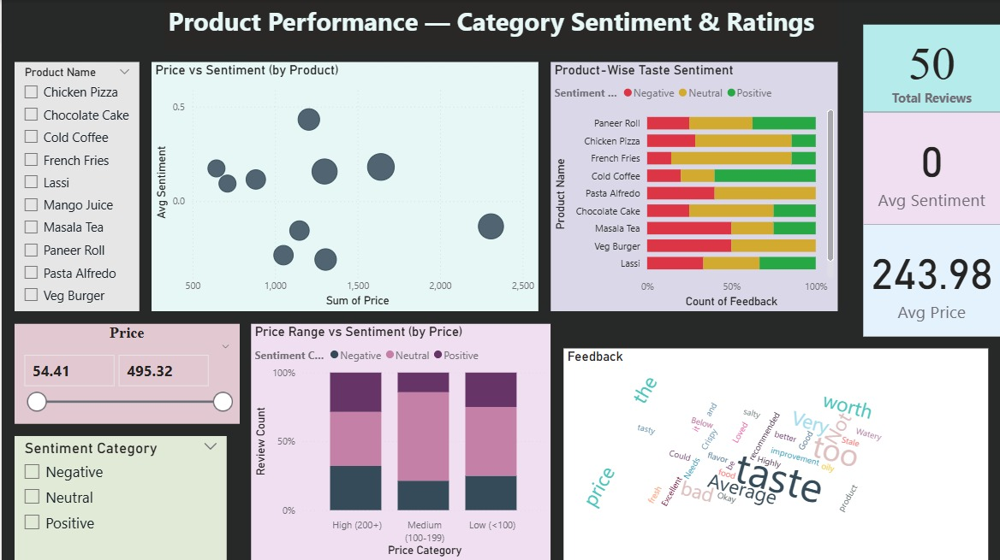 Product Performance — Category Sentiment & Ratings
Product Name
Chicken Pizza
Chocolate Cake
Cold Coffee
French Fries
Lassi
Mango Juice
Masala Tea
Paneer Roll
Pasta Alfredo
Veg Burger
Price vs Sentiment (by Product)
Avg Sentiment
0.5
0.0
500 1,000 1,500 2,000 2,500
Sum of Price
Product-Wise Taste Sentiment
Sentiment ... Negative Neutral Positive
Product Name
Paneer Roll
Chicken Pizza
French Fries
Cold Coffee
Pasta Alfredo
Chocolate Cake
Masala Tea
Veg Burger
Lassi
0% 50% 100%
Count of Feedback
50
Total Reviews
0
Avg Sentiment
243.98
Avg Price
Price
54.41 495.32
Sentiment Category
Negative
Neutral
Positive
Price Range vs Sentiment (by Price)
Sentiment C... Negative Neutral Positive
Review Count
100%
50%
0%
High (200+) Medium (100-199) Low (<100)
Price Category
Feedback
the
worth
and
salty
Very
Not
Below
it
tasty
Loved
recommended
better
Good
Stale
Watery
Crispy
too
Could
flavor
be
Highly
improvement
oily
Needs
food
taste
price
fresh
Excellent
bad
Average
Okay
product